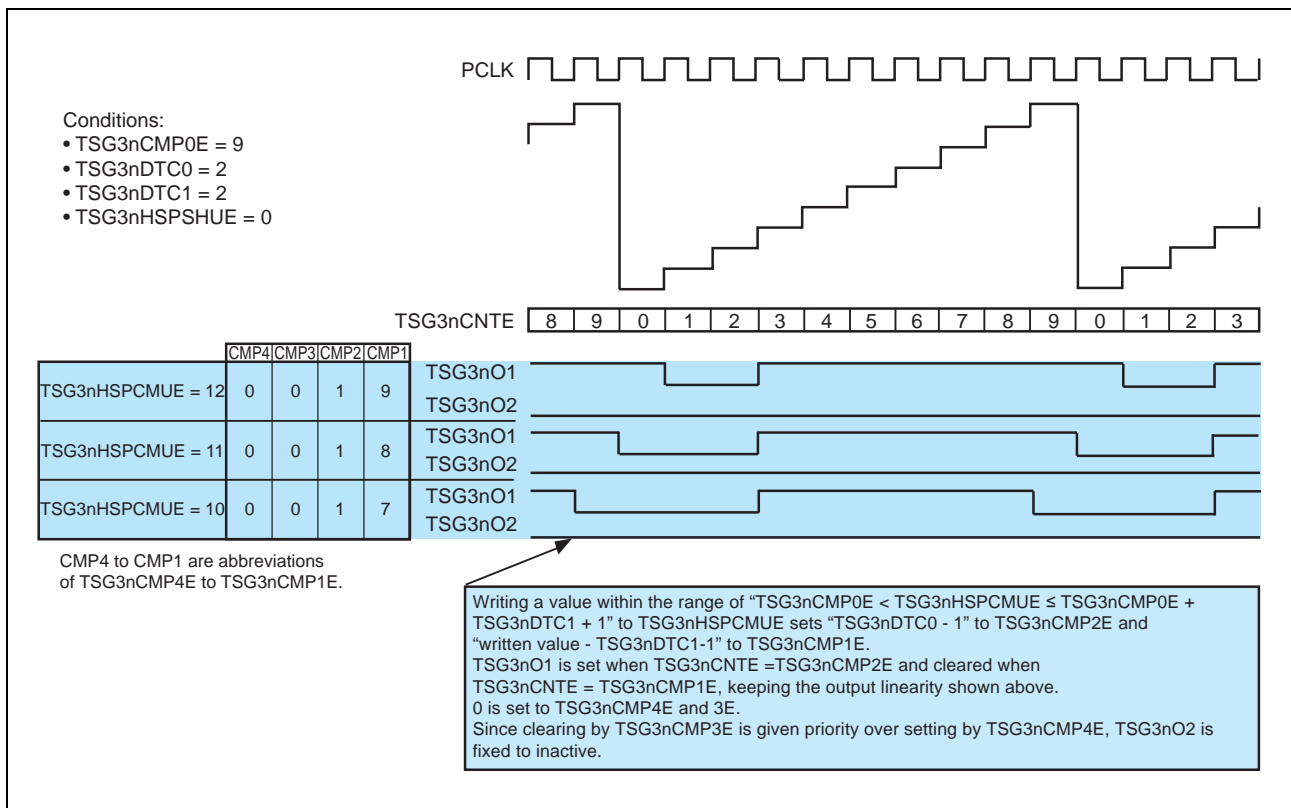 PCLK
Conditions:
• TSG3nCMP0E = 9
• TSG3nDTC0 = 2
• TSG3nDTC1 = 2
• TSG3nHSPSHUE = 0
TSG3nCNTE 8 9 0 1 2 3 4 5 6 7 8 9 0 1 2 3
CMP4 CMP3 CMP2 CMP1
TSG3nHSPCMUE = 12 0 0 1 9 TSG3nO1
TSG3nO2
TSG3nHSPCMUE = 11 0 0 1 8 TSG3nO1
TSG3nO2
TSG3nHSPCMUE = 10 0 0 1 7 TSG3nO1
TSG3nO2
CMP4 to CMP1 are abbreviations
of TSG3nCMP4E to TSG3nCMP1E.
Writing a value within the range of “TSG3nCMP0E < TSG3nHSPCMUE ≤ TSG3nCMP0E +
TSG3nDTC1 + 1” to TSG3nHSPCMUE sets “TSG3nDTC0 - 1” to TSG3nCMP2E and
“written value - TSG3nDTC1-1” to TSG3nCMP1E.
TSG3nO1 is set when TSG3nCNTE =TSG3nCMP2E and cleared when
TSG3nCNTE = TSG3nCMP1E, keeping the output linearity shown above.
0 is set to TSG3nCMP4E and 3E.
Since clearing by TSG3nCMP3E is given priority over setting by TSG3nCMP4E, TSG3nO2 is
fixed to inactive.